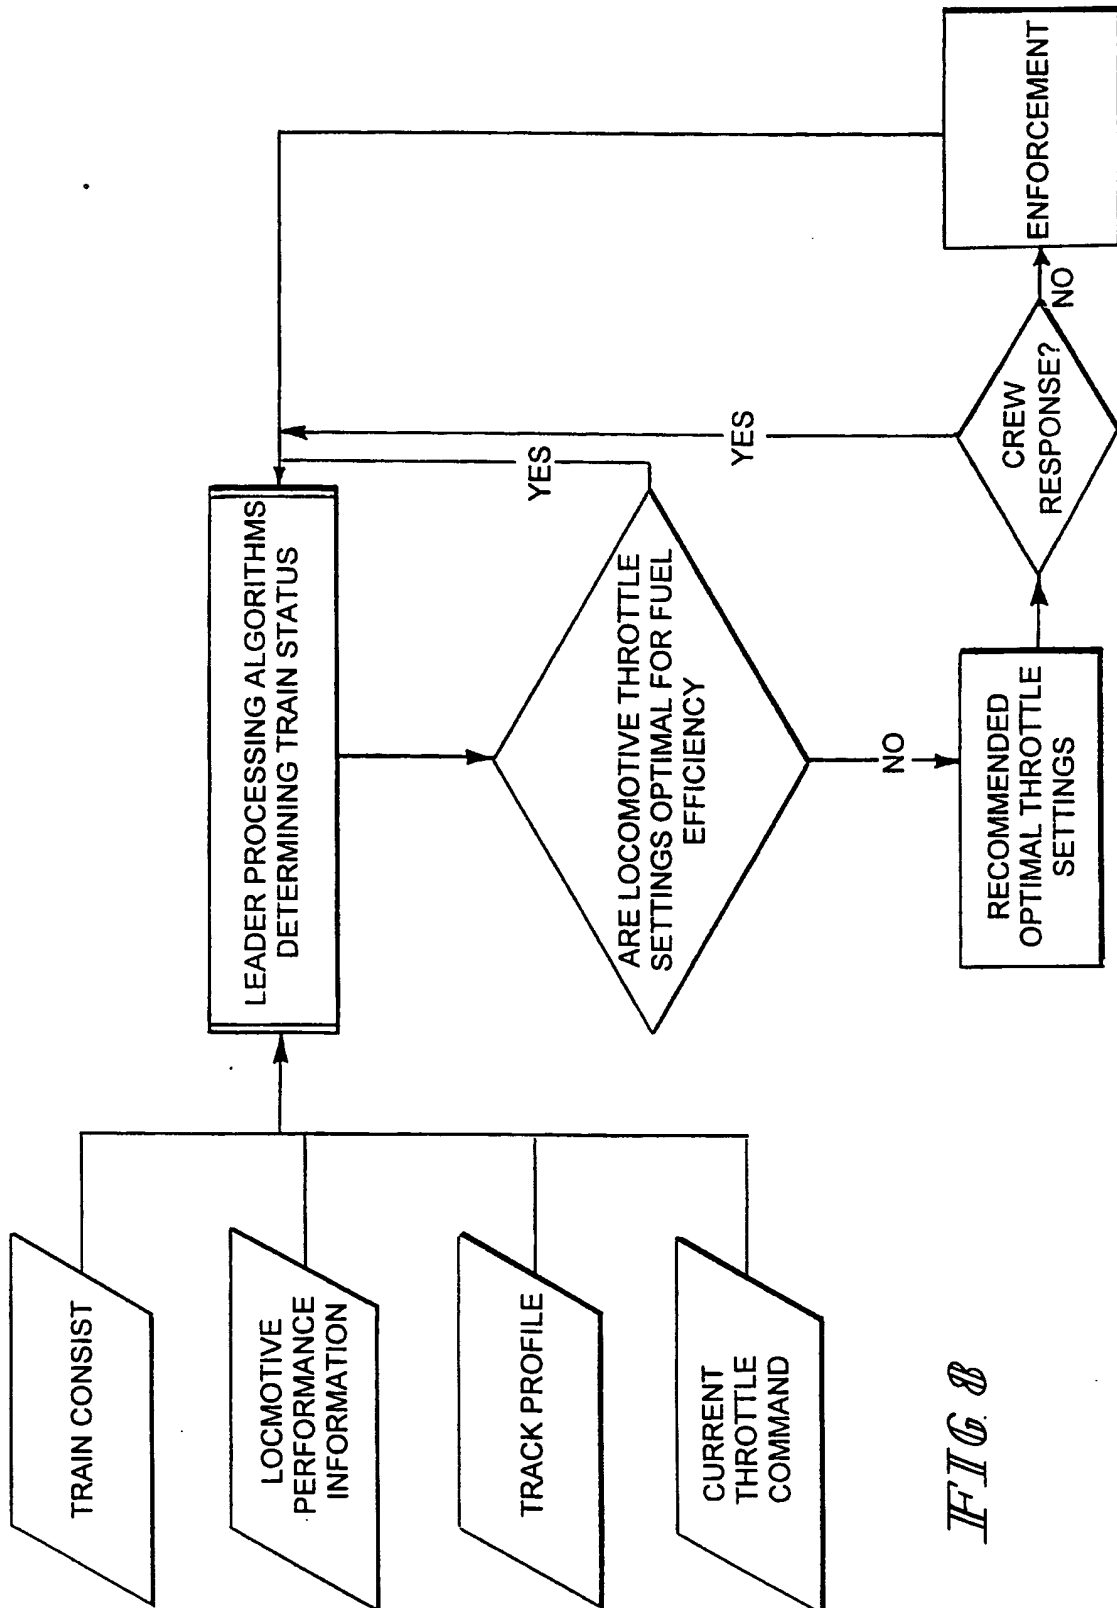 TRAIN CONSIST
LOCMOTIVE
PERFORMANCE
INFORMATION
TRACK PROFILE
CURRENT
THROTTLE
COMMAND
LEADER PROCESSING ALGORITHMS
DETERMINING TRAIN STATUS
ARE LOCOMOTIVE THROTTLE
SETTINGS OPTIMAL FOR FUEL
EFFICIENCY
YES
NO
RECOMMENDED
OPTIMAL THROTTLE
SETTINGS
CREW
RESPONSE?
YES
NO
ENFORCEMENT
FIG. 8